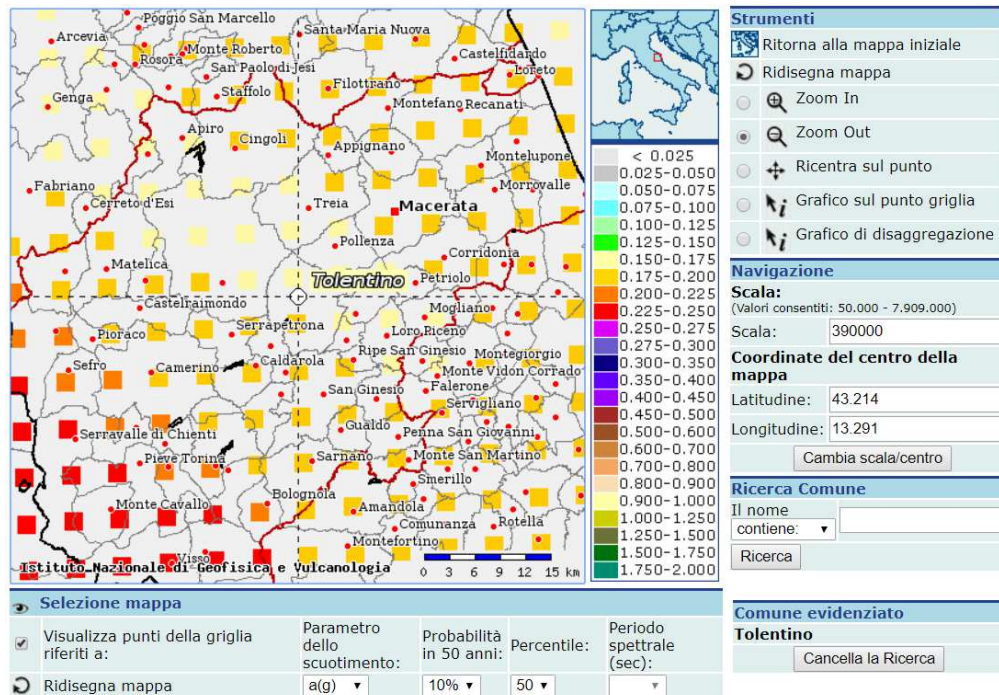 Poggio San Marcello
Arcevia
Santa Maria Nuova
Monte Roberto
Castelfidardo
Rosora
San Paolo di Jesi
Loreto
Staffolo
Filottrano
Genga
Montefano
Recanati
Apiro
Cingoli
Appignano
Montelupone
Fabriano
Morrovalle
Cerreto d'Esi
Treia
Macerata
Pollenza
Corridonia
Matelica
Tolentino
Petriolo
Castelraimondo
Mogliano
Serrapetrona
Pioraco
Loro Piceno
Ripe San Ginesio
Montegiorgio
Sefro
Camerino
Caldarola
Monte Vidon Corrado
San Ginesio
Falerone
Servigliano
Gualdo
Penna San Giovanni
Serravalle di Chienti
Pieve Torina
Sarnano
Monte San Martino
Smerillo
Bolognola
Monte Cavallo
Amandola
Rotella
Comunanza
Montefortino
Visso
Istituto Nazionale di Geofisica e Vulcanologia
0 3 6 9 12 15 km
< 0.025
0.025-0.050
0.050-0.075
0.075-0.100
0.100-0.125
0.125-0.150
0.150-0.175
0.175-0.200
0.200-0.225
0.225-0.250
0.250-0.275
0.275-0.300
0.300-0.350
0.350-0.400
0.400-0.450
0.450-0.500
0.500-0.600
0.600-0.700
0.700-0.800
0.800-0.900
0.900-1.000
1.000-1.250
1.250-1.500
1.500-1.750
1.750-2.000
Strumenti
Ritorna alla mappa iniziale
Ridisegna mappa
Zoom In
Zoom Out
Ricentra sul punto
Grafico sul punto griglia
Grafico di disaggregazione
Navigazione
Scala:
(Valori consentiti: 50.000 - 7.909.000)
Scala: 390000
Coordinate del centro della
mappa
Latitudine: 43.214
Longitudine: 13.291
Cambia scala/centro
Ricerca Comune
Il nome
contiene:
Ricerca
Comune evidenziato
Tolentino
Cancella la Ricerca
Selezione mappa
Visualizza punti della griglia
riferiti a:
Parametro
dello
scuotimento:
Probabilità
in 50 anni:
Percentile:
Periodo
spettrale
(sec):
Ridisegna mappa
a(g)
10%
50